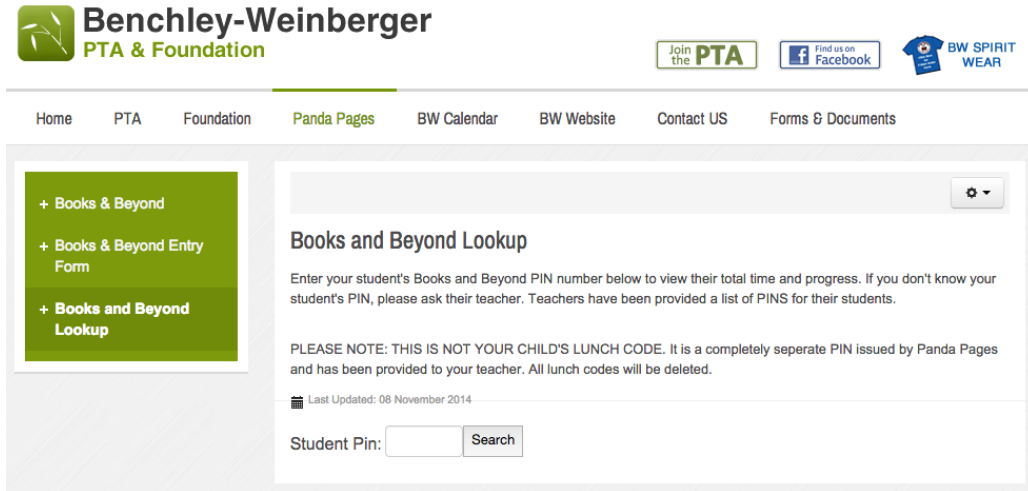 Benchley-Weinberger
PTA & Foundation
Join the PTA
Find us on Facebook
BW SPIRIT WEAR
Home PTA Foundation Panda Pages BW Calendar BW Website Contact US Forms & Documents
+ Books & Beyond
+ Books & Beyond Entry
Form
+ Books and Beyond
Lookup
Books and Beyond Lookup
Enter your student's Books and Beyond PIN number below to view their total time and progress. If you don't know your
student's PIN, please ask their teacher. Teachers have been provided a list of PINS for their students.
PLEASE NOTE: THIS IS NOT YOUR CHILD'S LUNCH CODE. It is a completely seperate PIN issued by Panda Pages
and has been provided to your teacher. All lunch codes will be deleted.
Last Updated: 08 November 2014
Student Pin: Search